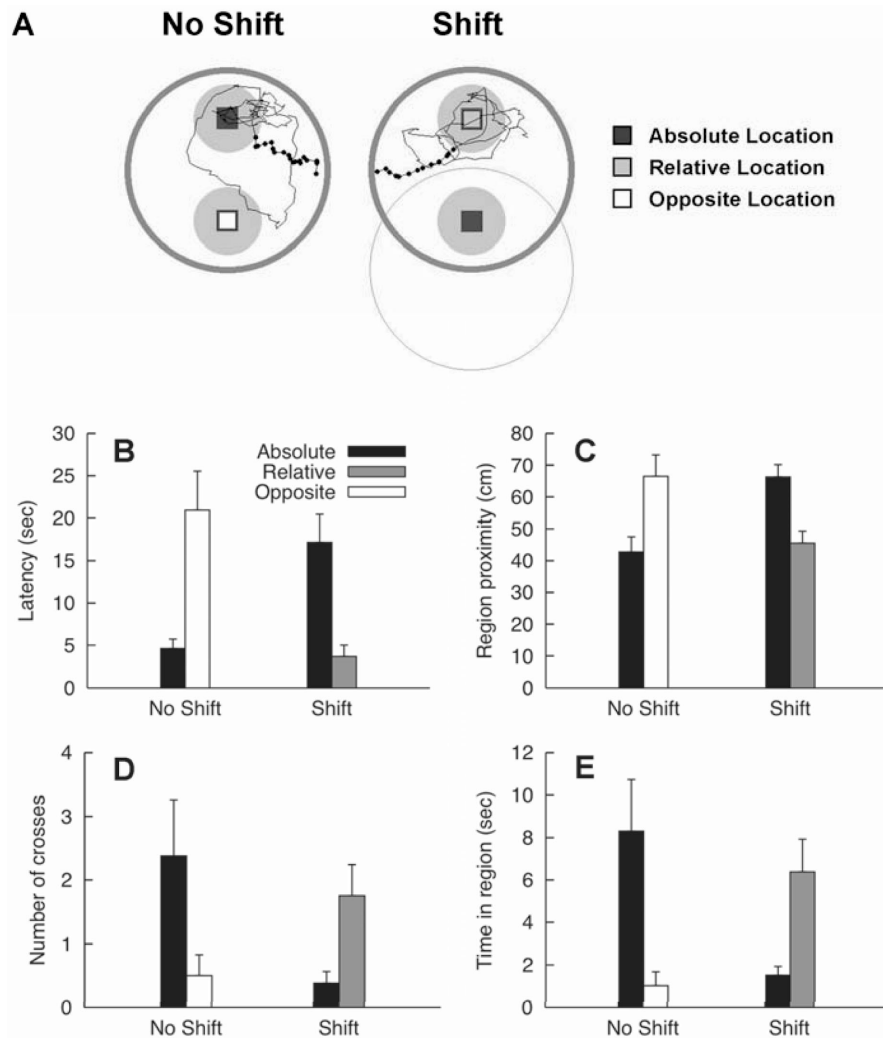 A
No Shift
Shift
Absolute Location
Relative Location
Opposite Location
B
Absolute
Relative
Opposite
30
25
20
15
10
5
0
Latency (sec)
No Shift
Shift
C
80
70
60
50
40
30
20
10
0
Region proximity (cm)
No Shift
Shift
D
4
3
2
1
0
Number of crosses
No Shift
Shift
E
12
10
8
6
4
2
0
Time in region (sec)
No Shift
Shift